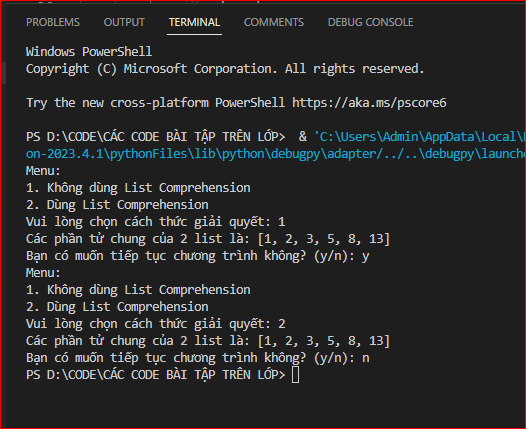 PROBLEMS OUTPUT TERMINAL COMMENTS DEBUG CONSOLE
Windows PowerShell
Copyright (C) Microsoft Corporation. All rights reserved.
Try the new cross-platform PowerShell https://aka.ms/pscore6
PS D:\CODE\CÁC CODE BÀI TẬP TRÊN LỚP> & 'C:\Users\Admin\AppData\Local\
on-2023.4.1\pythonFiles\lib\python\debugpy\adapter/../..\debugpy\launche
Menu:
1. Không dùng List Comprehension
2. Dùng List Comprehension
Vui lòng chọn cách thức giải quyết: 1
Các phần tử chung của 2 list là: [1, 2, 3, 5, 8, 13]
Bạn có muốn tiếp tục chương trình không? (y/n): y
Menu:
1. Không dùng List Comprehension
2. Dùng List Comprehension
Vui lòng chọn cách thức giải quyết: 2
Các phần tử chung của 2 list là: [1, 2, 3, 5, 8, 13]
Bạn có muốn tiếp tục chương trình không? (y/n): n
PS D:\CODE\CÁC CODE BÀI TẬP TRÊN LỚP>